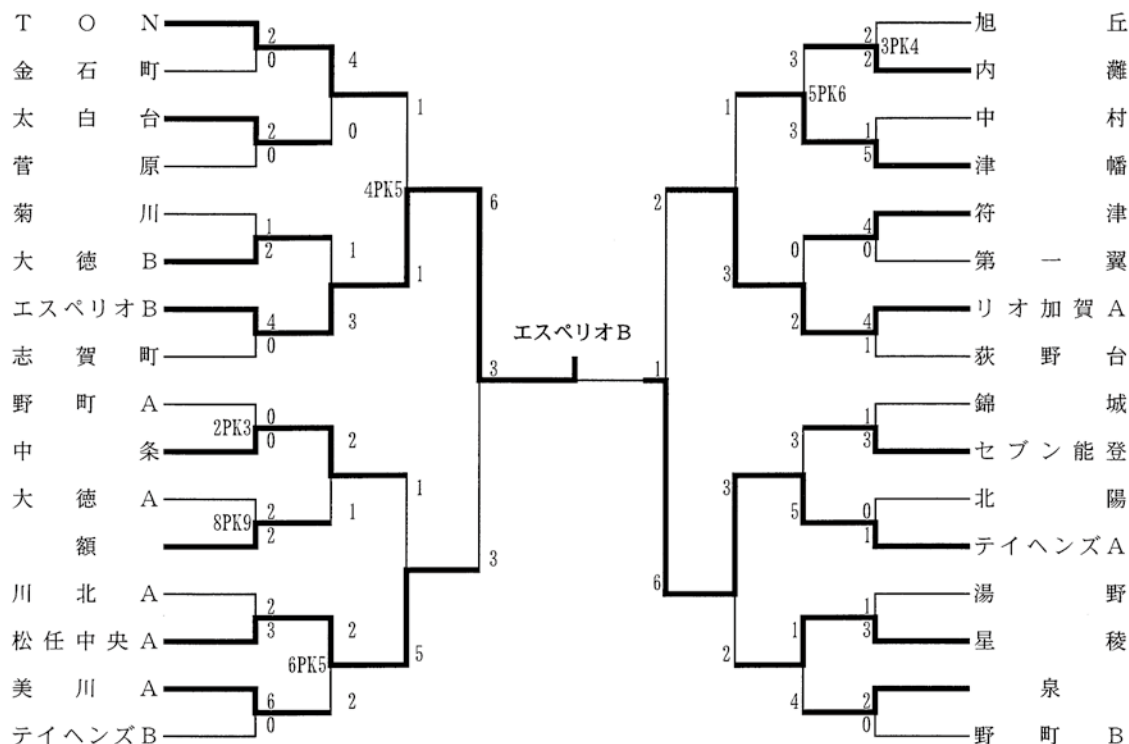 TON
金石町
太白台
菅原
菊川
大徳B
エスペリオB
志賀町
野町A
中条
大徳A
額
川北A
松任中央A
美川A
テイヘンズB
2
0
2
0
1
2
4
0
0
2PK3
0
2
8PK9
2
2
3
6
0
4
0
1
3
2
1
2
6PK5
2
1
4PK5
1
1
5
6
3
3
エスペリオB
1
2
6
1
3
3
2
3
5PK6
3
0
2
3
5
1
4
2
3PK4
2
1
5
4
0
4
1
1
3
0
1
1
3
2
0
旭丘
内灘
中村
津幡
符津
第一翼
リオ加賀A
荻野台
錦城
セブン能登
北陽
テイヘンズA
湯野
星稜
泉
野町B